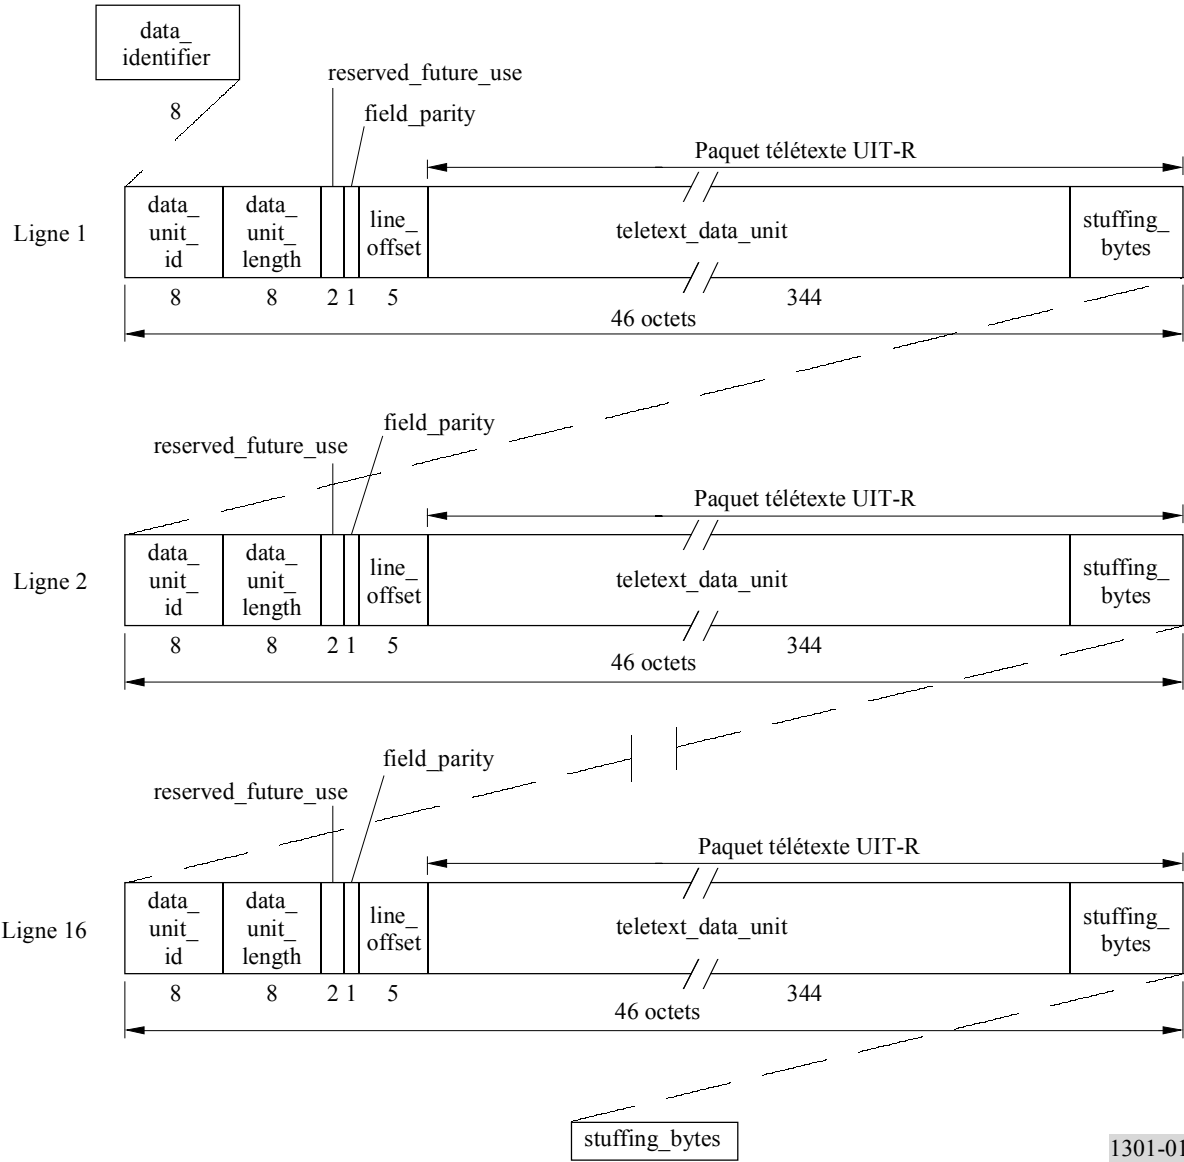 data_
identifier
reserved_future_use
8
field_parity
Paquet télétexte UIT-R
Ligne 1
data_
unit_
id
data_
unit_
length
line_
offset
teletext_data_unit
stuffing_
bytes
8 8 2 1 5 344
46 octets
field_parity
reserved_future_use
Paquet télétexte UIT-R
Ligne 2
data_
unit_
id
data_
unit_
length
line_
offset
teletext_data_unit
stuffing_
bytes
8 8 2 1 5 344
46 octets
field_parity
reserved_future_use
Paquet télétexte UIT-R
Ligne 16
data_
unit_
id
data_
unit_
length
line_
offset
teletext_data_unit
stuffing_
bytes
8 8 2 1 5 344
46 octets
stuffing_bytes
1301-01